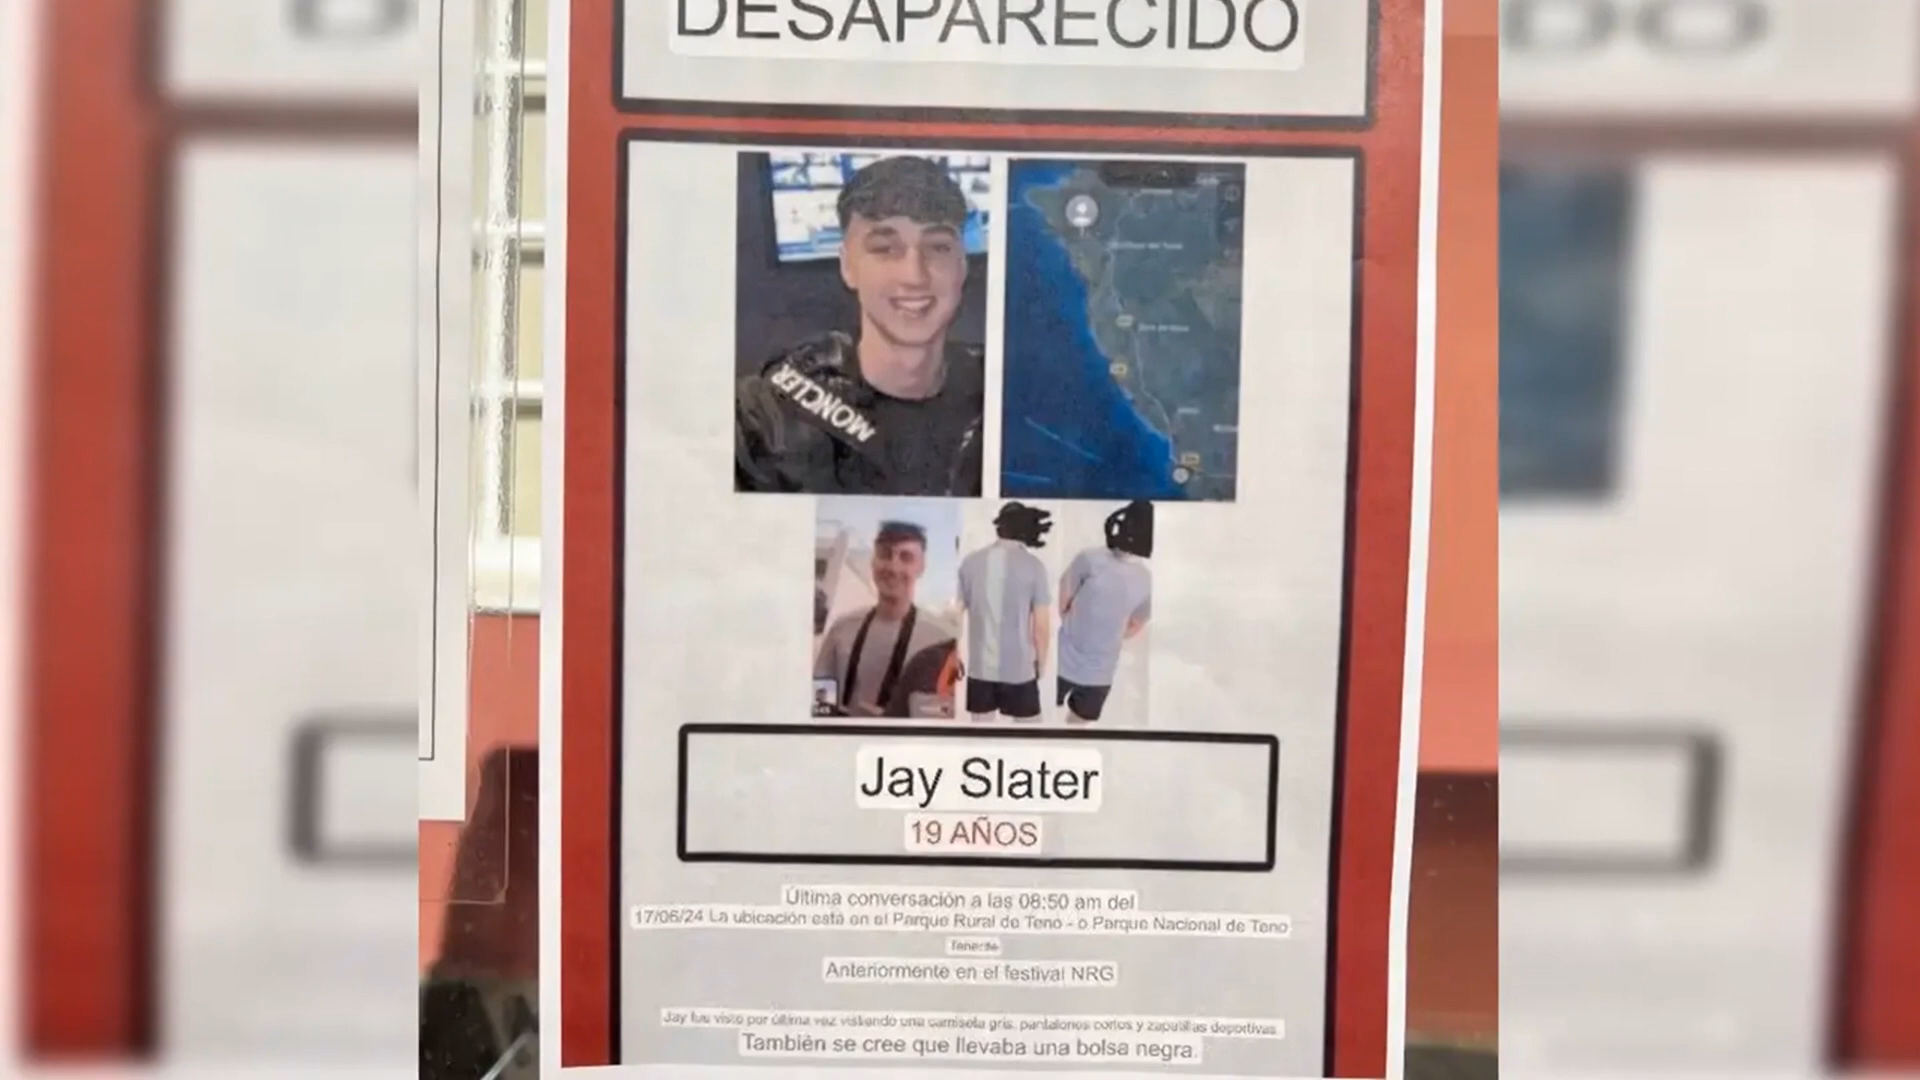 DESAPARECIDO
MONCLER
Jay Slater
19 AÑOS
Última conversación a las 08:50 am del
17/06/24 La ubicación está en el Parque Rural de Teno - o Parque Nacional de Teno
Tenerife
Anteriormente en el festival NRG
Jay fue visto por última vez vistiendo una camiseta gris, pantalones cortos y zapatillas deportivas.
También se cree que llevaba una bolsa negra.